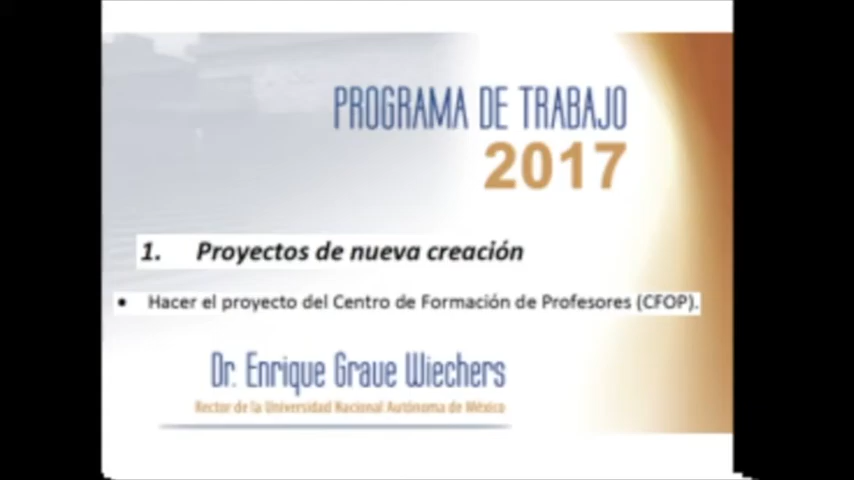 PROGRAMA DE TRABAJO
2017
1. Proyectos de nueva creación
• Hacer el proyecto del Centro de Formación de Profesores (CFOP).
Dr. Enrique Graue Wiechers
Rector de la Universidad Nacional Autónoma de México